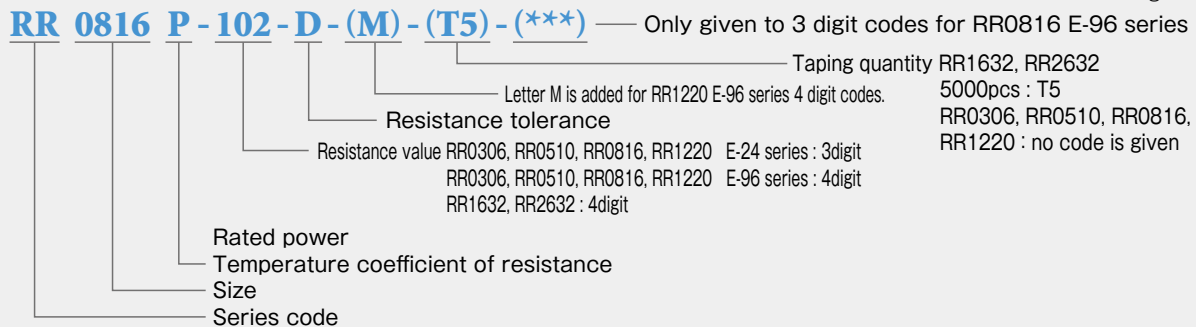 RR 0816 P - 102 - D - (M) - (T5) - (***) Only given to 3 digit codes for RR0816 E-96 series
Taping quantity RR1632, RR2632
5000pcs : T5
RR0306, RR0510, RR0816,
RR1220 : no code is given
Letter M is added for RR1220 E-96 series 4 digit codes.
Resistance tolerance
Resistance value RR0306, RR0510, RR0816, RR1220 E-24 series : 3digit
RR0306, RR0510, RR0816, RR1220 E-96 series : 4digit
RR1632, RR2632 : 4digit
Rated power
Temperature coefficient of resistance
Size
Series code